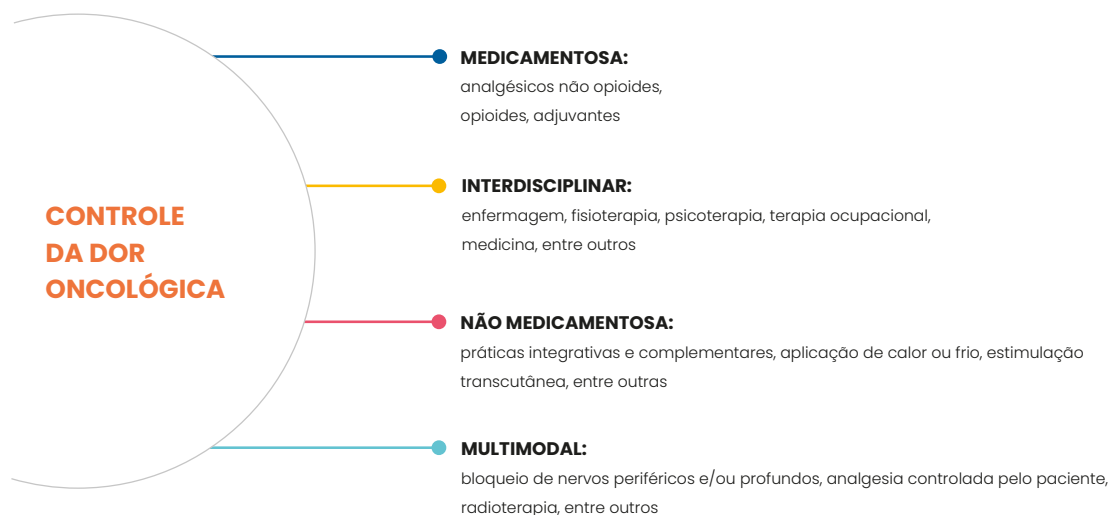 CONTROLE
DA DOR
ONCOLÓGICA
MEDICAMENTOSA:
analgésicos não opioides,
opioides, adjuvantes
INTERDISCIPLINAR:
enfermagem, fisioterapia, psicoterapia, terapia ocupacional,
medicina, entre outros
NÃO MEDICAMENTOSA:
práticas integrativas e complementares, aplicação de calor ou frio, estimulação
transcutânea, entre outras
MULTIMODAL:
bloqueio de nervos periféricos e/ou profundos, analgesia controlada pelo paciente,
radioterapia, entre outros